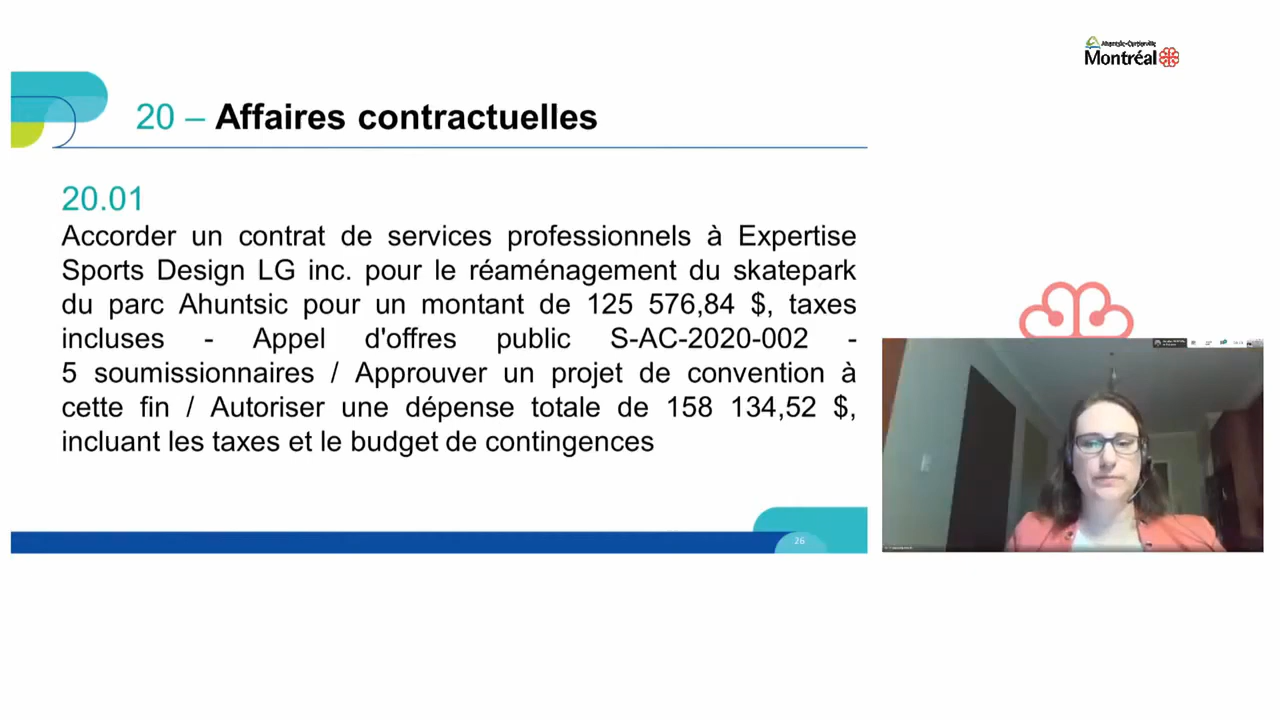 Ahuntsic-Cartierville
Montréal
20 – Affaires contractuelles
20.01
Accorder un contrat de services professionnels à Expertise
Sports Design LG inc. pour le réaménagement du skatepark
du parc Ahuntsic pour un montant de 125 576,84 $, taxes
incluses - Appel d'offres public S-AC-2020-002 -
5 soumissionnaires / Approuver un projet de convention à
cette fin / Autoriser une dépense totale de 158 134,52 $,
incluant les taxes et le budget de contingences
26